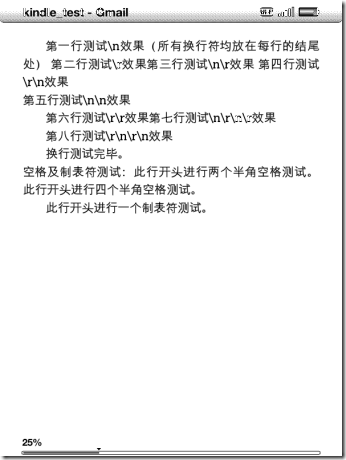 kindle_test - Gmail
第一行测试\n效果（所有换行符均放在每行的结尾
处） 第二行测试\r效果第三行测试\n\r效果 第四行测试
\r\n效果
第五行测试\n\n效果
第六行测试\r\r效果第七行测试\n\r\n\r效果
第八行测试\r\n\r\n效果
换行测试完毕。
空格及制表符测试：此行开头进行两个半角空格测试。
此行开头进行四个半角空格测试。
此行开头进行一个制表符测试。
25%